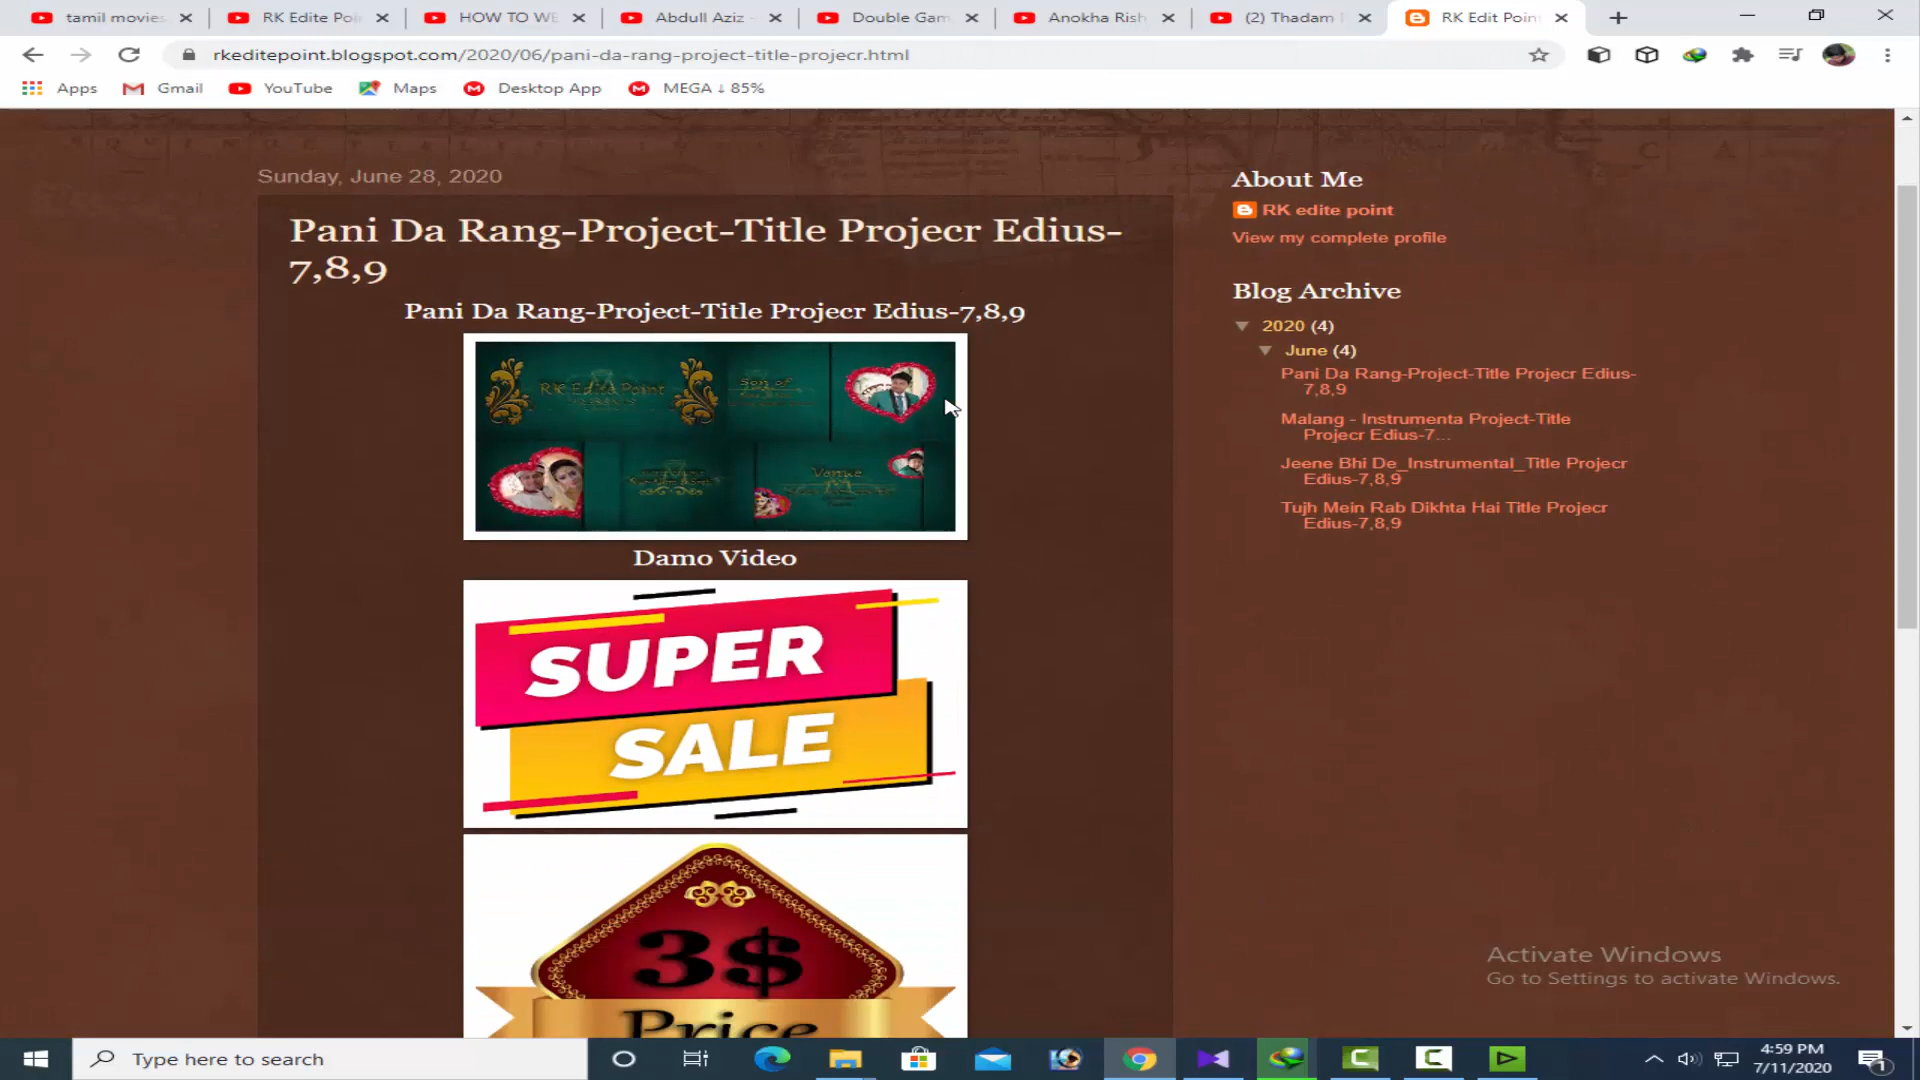 tamil movies
RK Edite Poi
HOW TO WE
Abdull Aziz -
Double Gam
Anokha Rish
(2) Thadam
RK Edit Poin
rkeditepoint.blogspot.com/2020/06/pani-da-rang-project-title-projecr.html
Apps
Gmail
YouTube
Maps
Desktop App
MEGA ↓ 85%
Sunday, June 28, 2020
Pani Da Rang-Project-Title Projecr Edius-
7,8,9
Pani Da Rang-Project-Title Projecr Edius-7,8,9
RK Edite Point
Son of
Vanue
Damo Video
SUPER
SALE
3$
Price
About Me
RK edite point
View my complete profile
Blog Archive
▼ 2020 (4)
▼ June (4)
Pani Da Rang-Project-Title Projecr Edius-
7,8,9
Malang - Instrumenta Project-Title
Projecr Edius-7...
Jeene Bhi De_Instrumental_Title Projecr
Edius-7,8,9
Tujh Mein Rab Dikhta Hai Title Projecr
Edius-7,8,9
Activate Windows
Go to Settings to activate Windows.
Type here to search
4:59 PM
7/11/2020
1